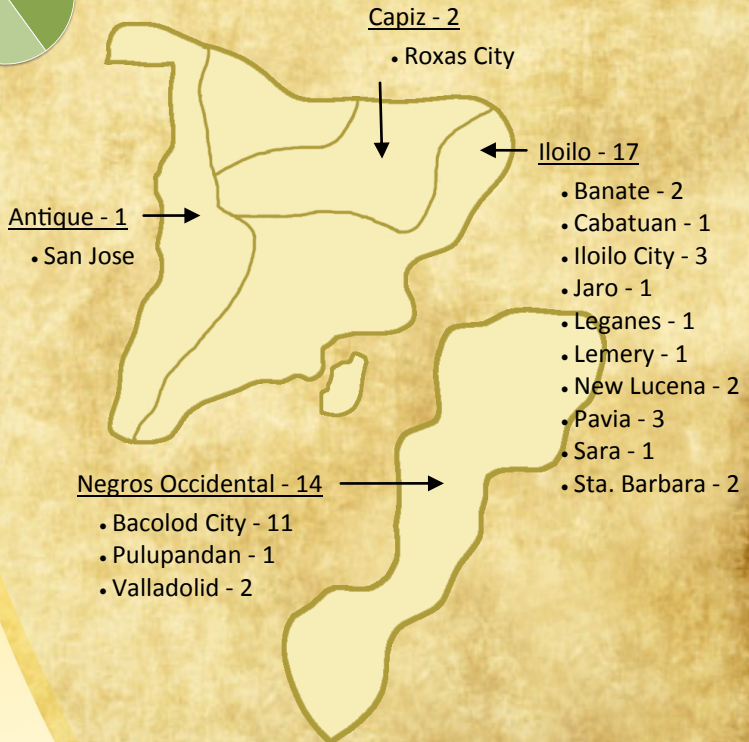 Capiz - 2
• Roxas City
Iloilo - 17
• Banate - 2
• Cabatuan - 1
• Iloilo City - 3
• Jaro - 1
• Leganes - 1
• Lemery - 1
• New Lucena - 2
• Pavia - 3
• Sara - 1
• Sta. Barbara - 2
Antique - 1
• San Jose
Negros Occidental - 14
• Bacolod City - 11
• Pulupandan - 1
• Valladolid - 2